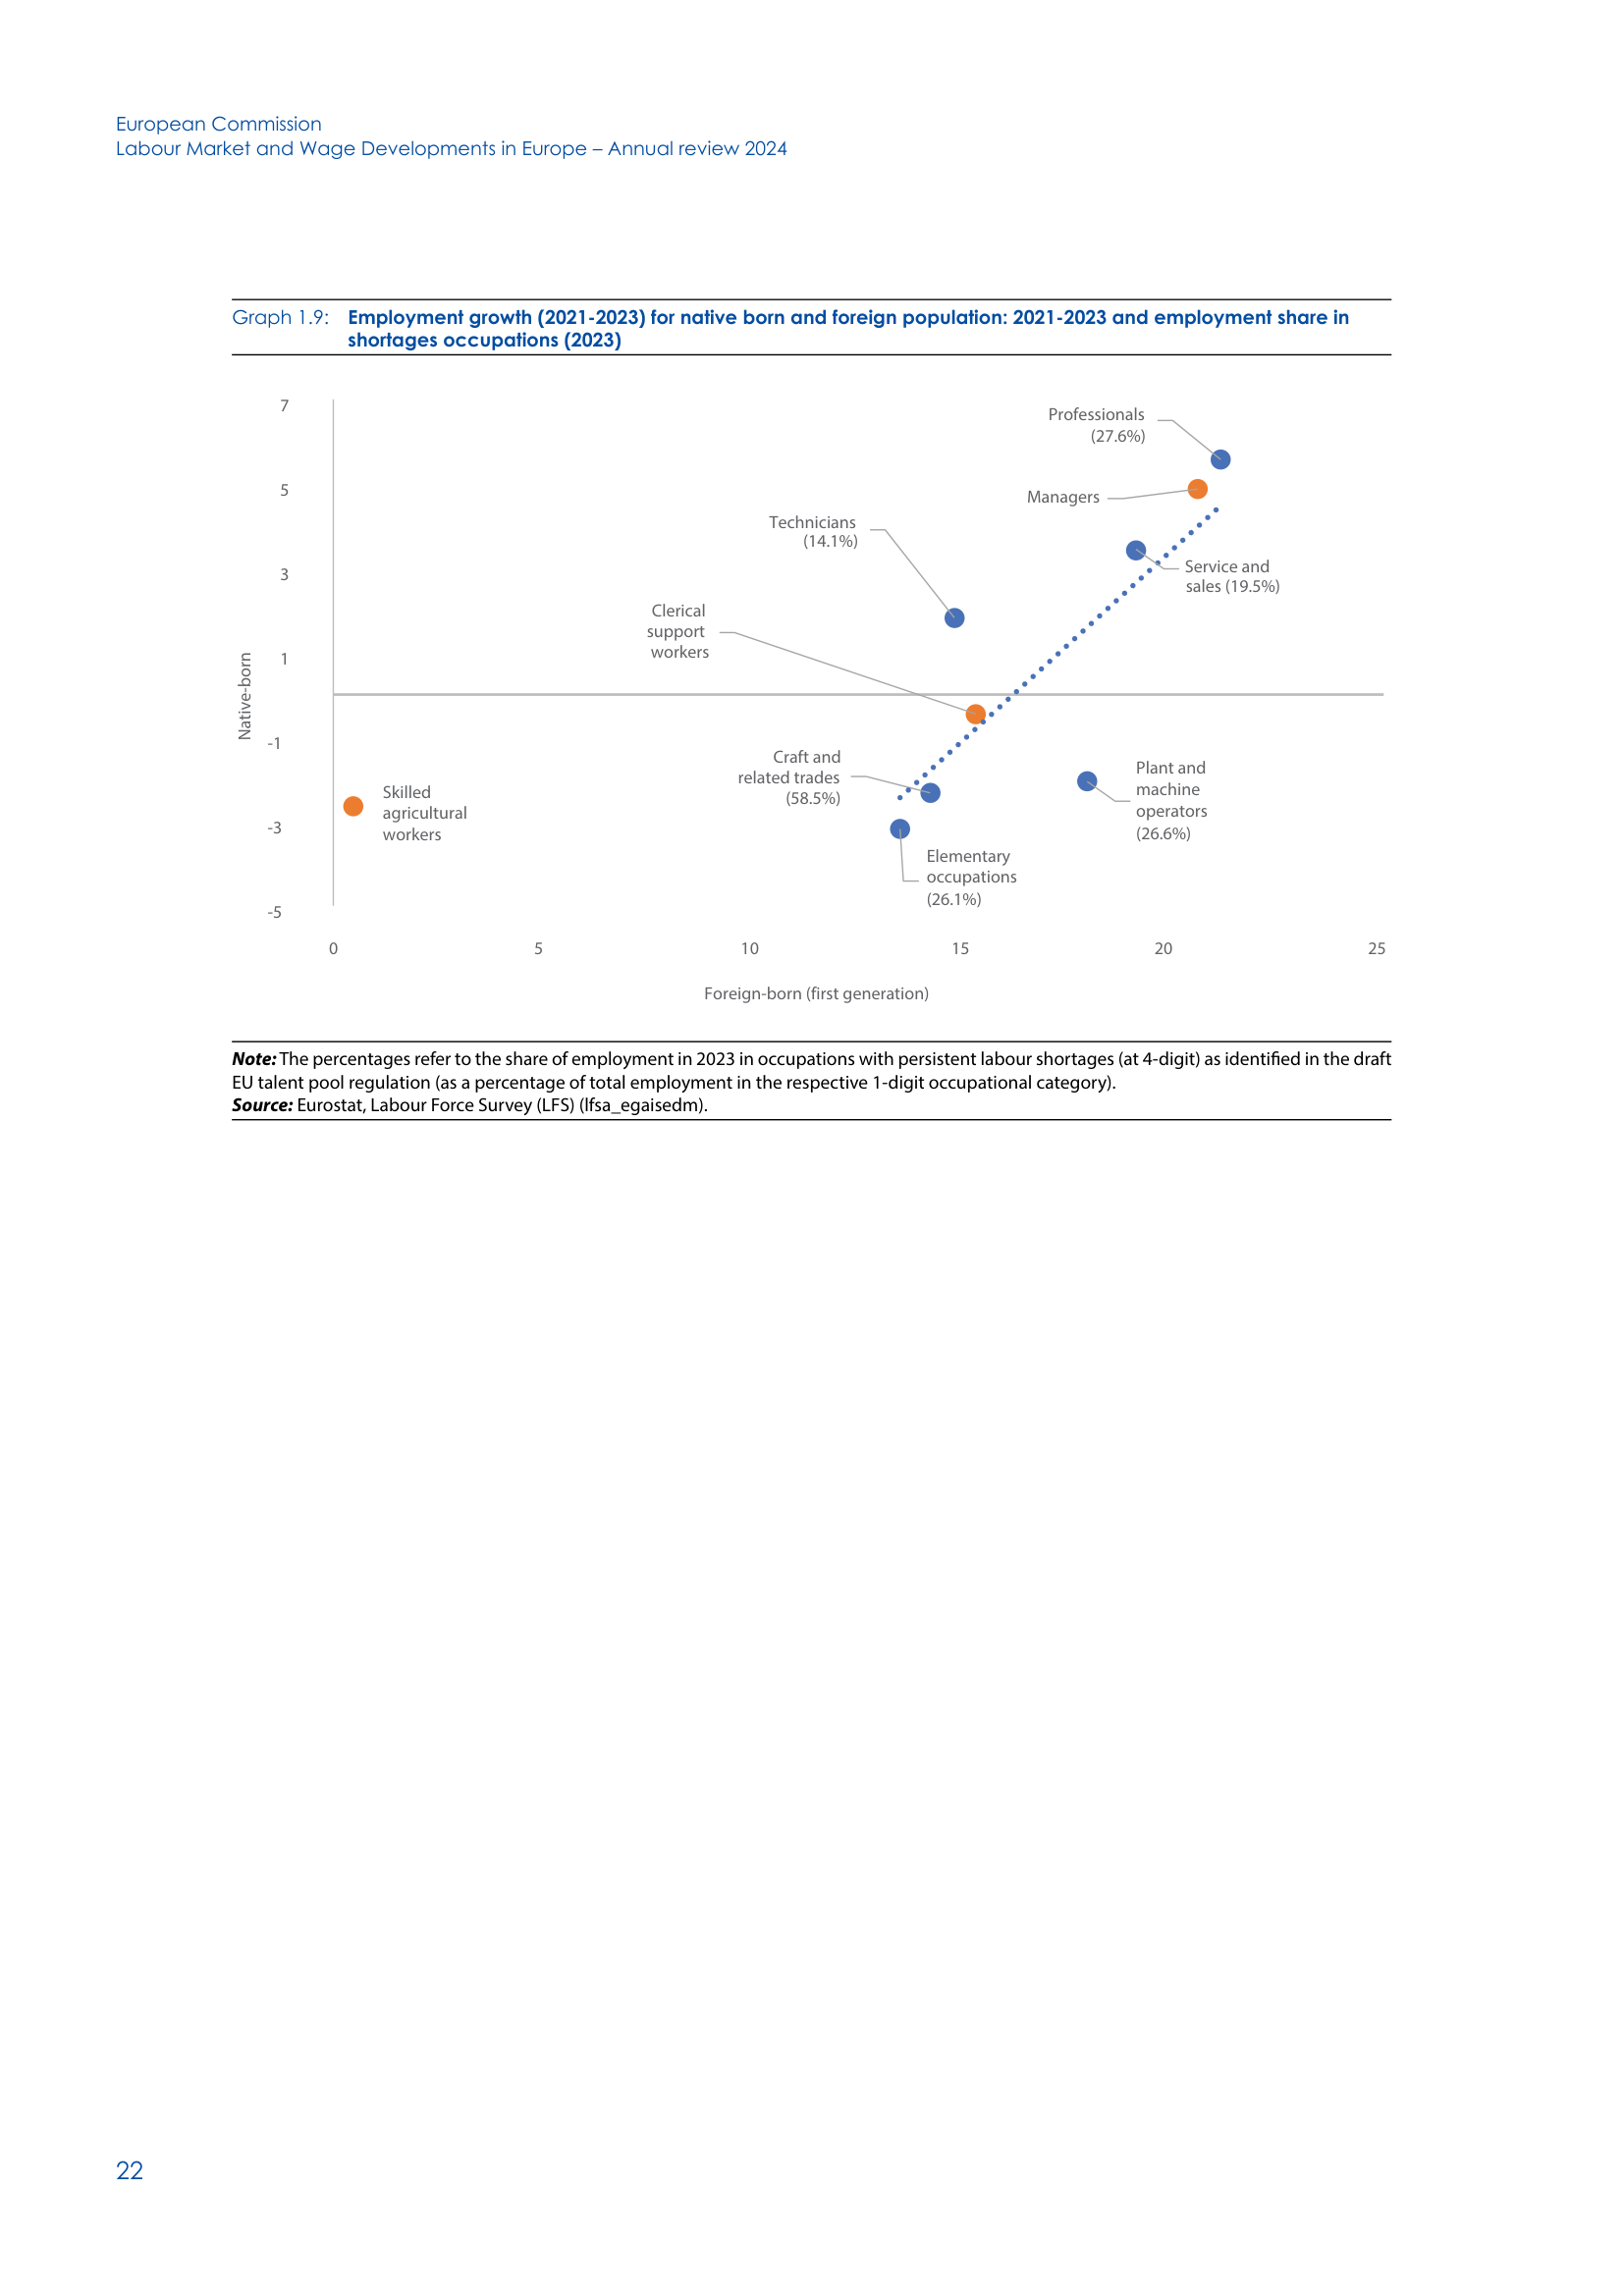 European Commission
Labour Market and Wage Developments in Europe – Annual review 2024
Graph 1.9: Employment growth (2021-2023) for native born and foreign population: 2021-2023 and employment share in
shortages occupations (2023)
7
5
3
1
-1
-3
-5
Native-born
Professionals
(27.6%)
Managers
Technicians
(14.1%)
Service and
sales (19.5%)
Clerical
support
workers
Craft and
related trades
(58.5%)
Plant and
machine
operators
(26.6%)
Skilled
agricultural
workers
Elementary
occupations
(26.1%)
0 5 10 15 20 25
Foreign-born (first generation)
Note: The percentages refer to the share of employment in 2023 in occupations with persistent labour shortages (at 4-digit) as identified in the draft
EU talent pool regulation (as a percentage of total employment in the respective 1-digit occupational category).
Source: Eurostat, Labour Force Survey (LFS) (lfsa_egaisedm).
22